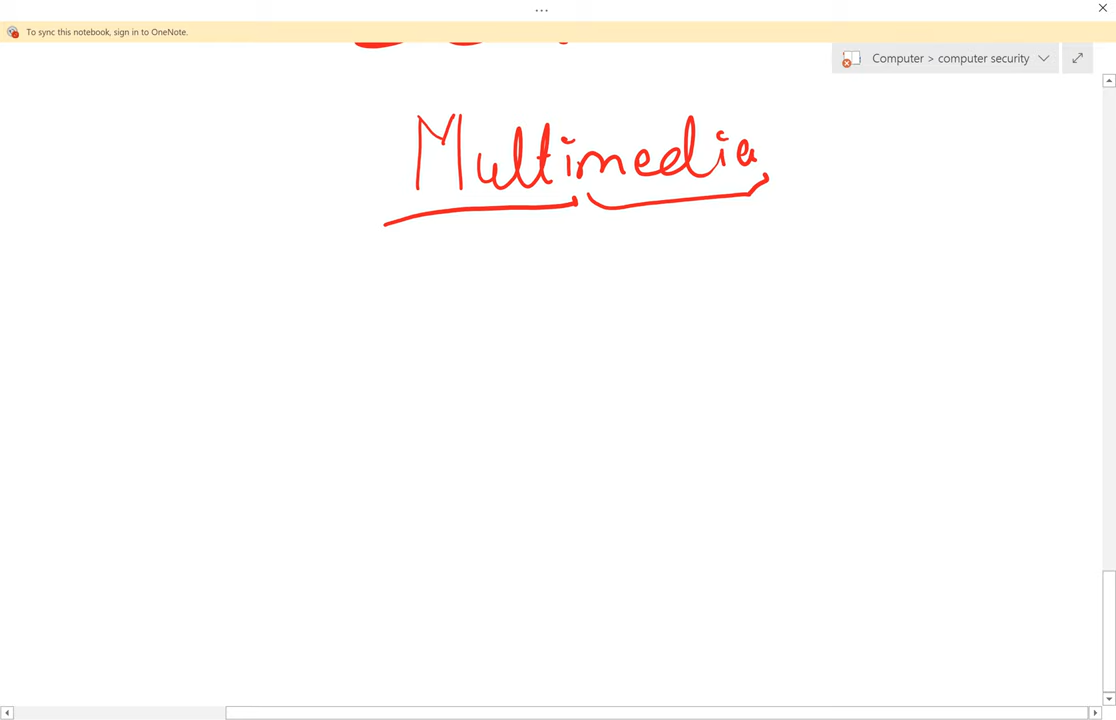 ...
To sync this notebook, sign in to OneNote.
Computer > computer security
Multimedia